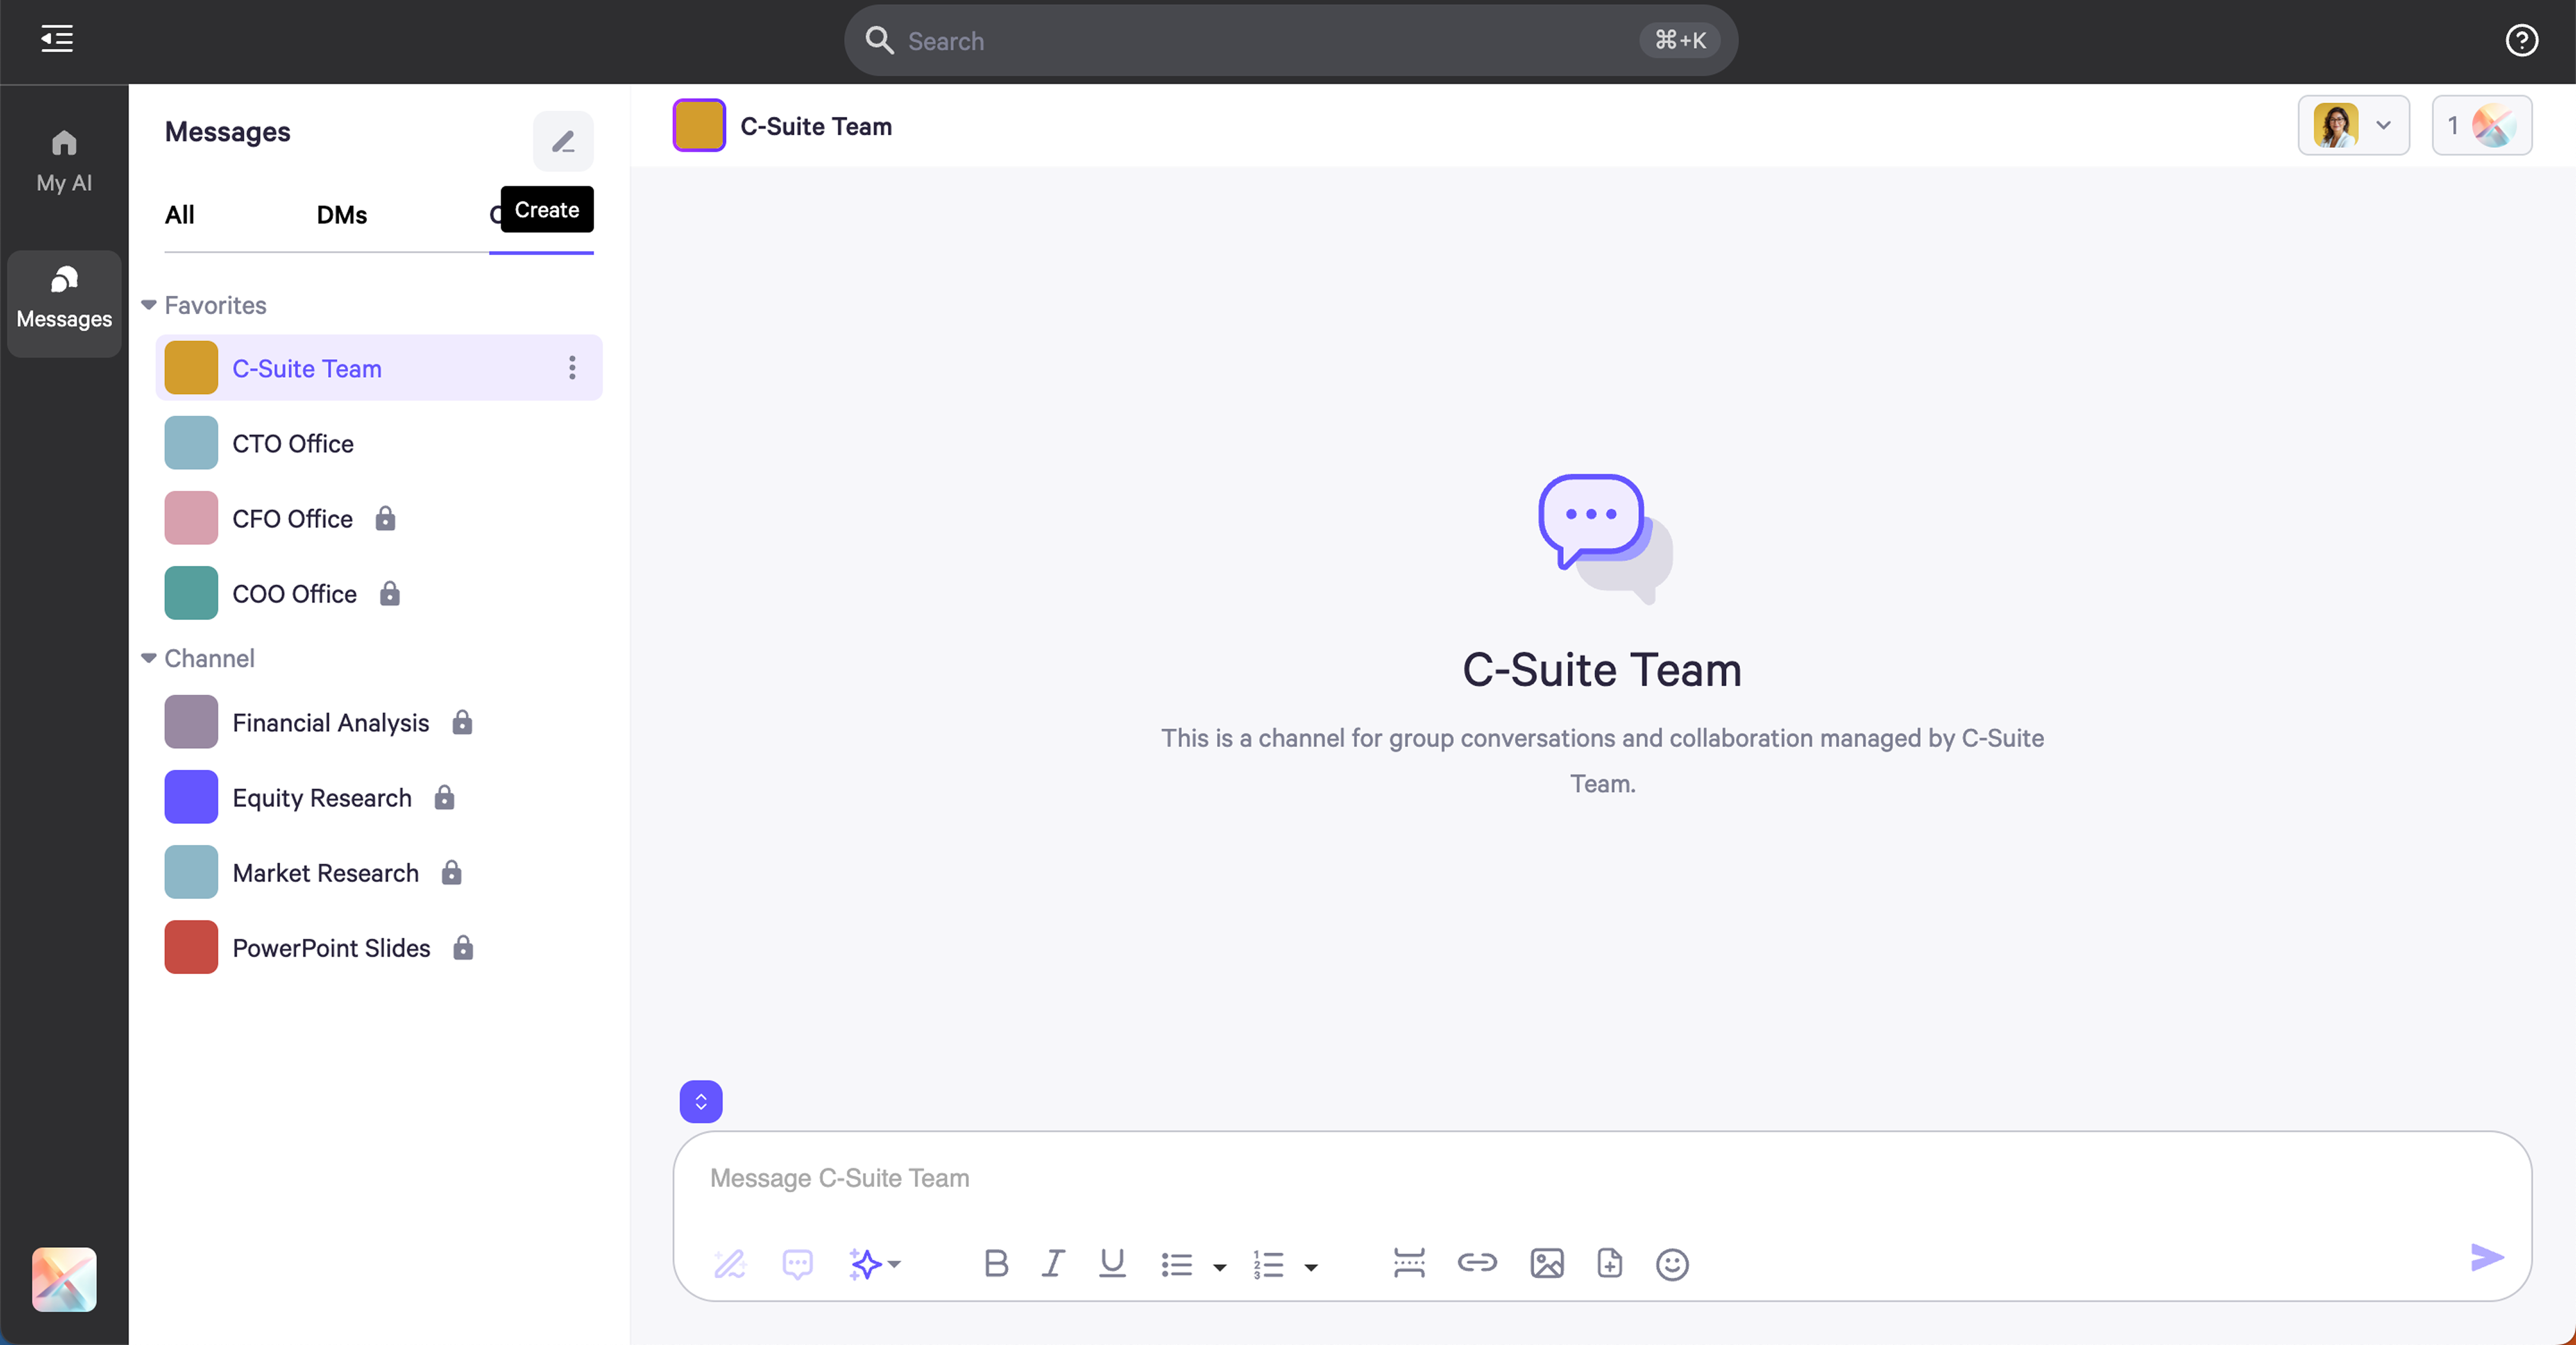 Search
⌘+K
My AI
Messages
Messages
All
DMs
Create
Favorites
C-Suite Team
CTO Office
CFO Office
COO Office
Channel
Financial Analysis
Equity Research
Market Research
PowerPoint Slides
C-Suite Team
1
C-Suite Team
This is a channel for group conversations and collaboration managed by C-Suite
Team.
Message C-Suite Team